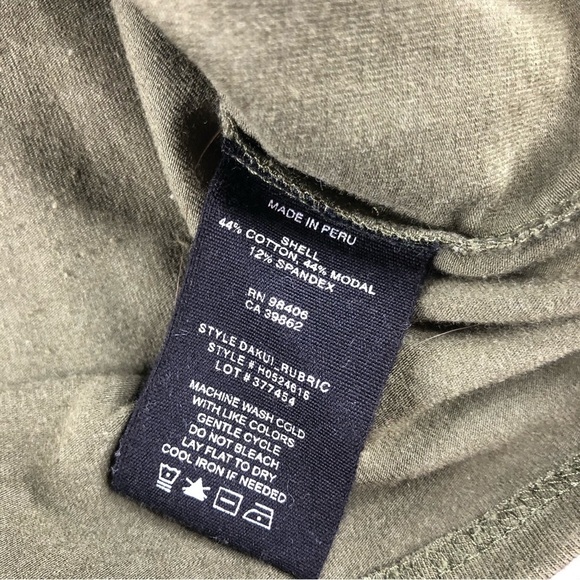 MADE IN PERU
SHELL
44% COTTON, 44% MODAL
12% SPANDEX
RN 98406
CA 39862
STYLE DAKUI-RUBRIC
STYLE # H0524616
LOT # 377454
MACHINE WASH COLD
WITH LIKE COLORS
GENTLE CYCLE
DO NOT BLEACH
LAY FLAT TO DRY
COOL IRON IF NEEDED